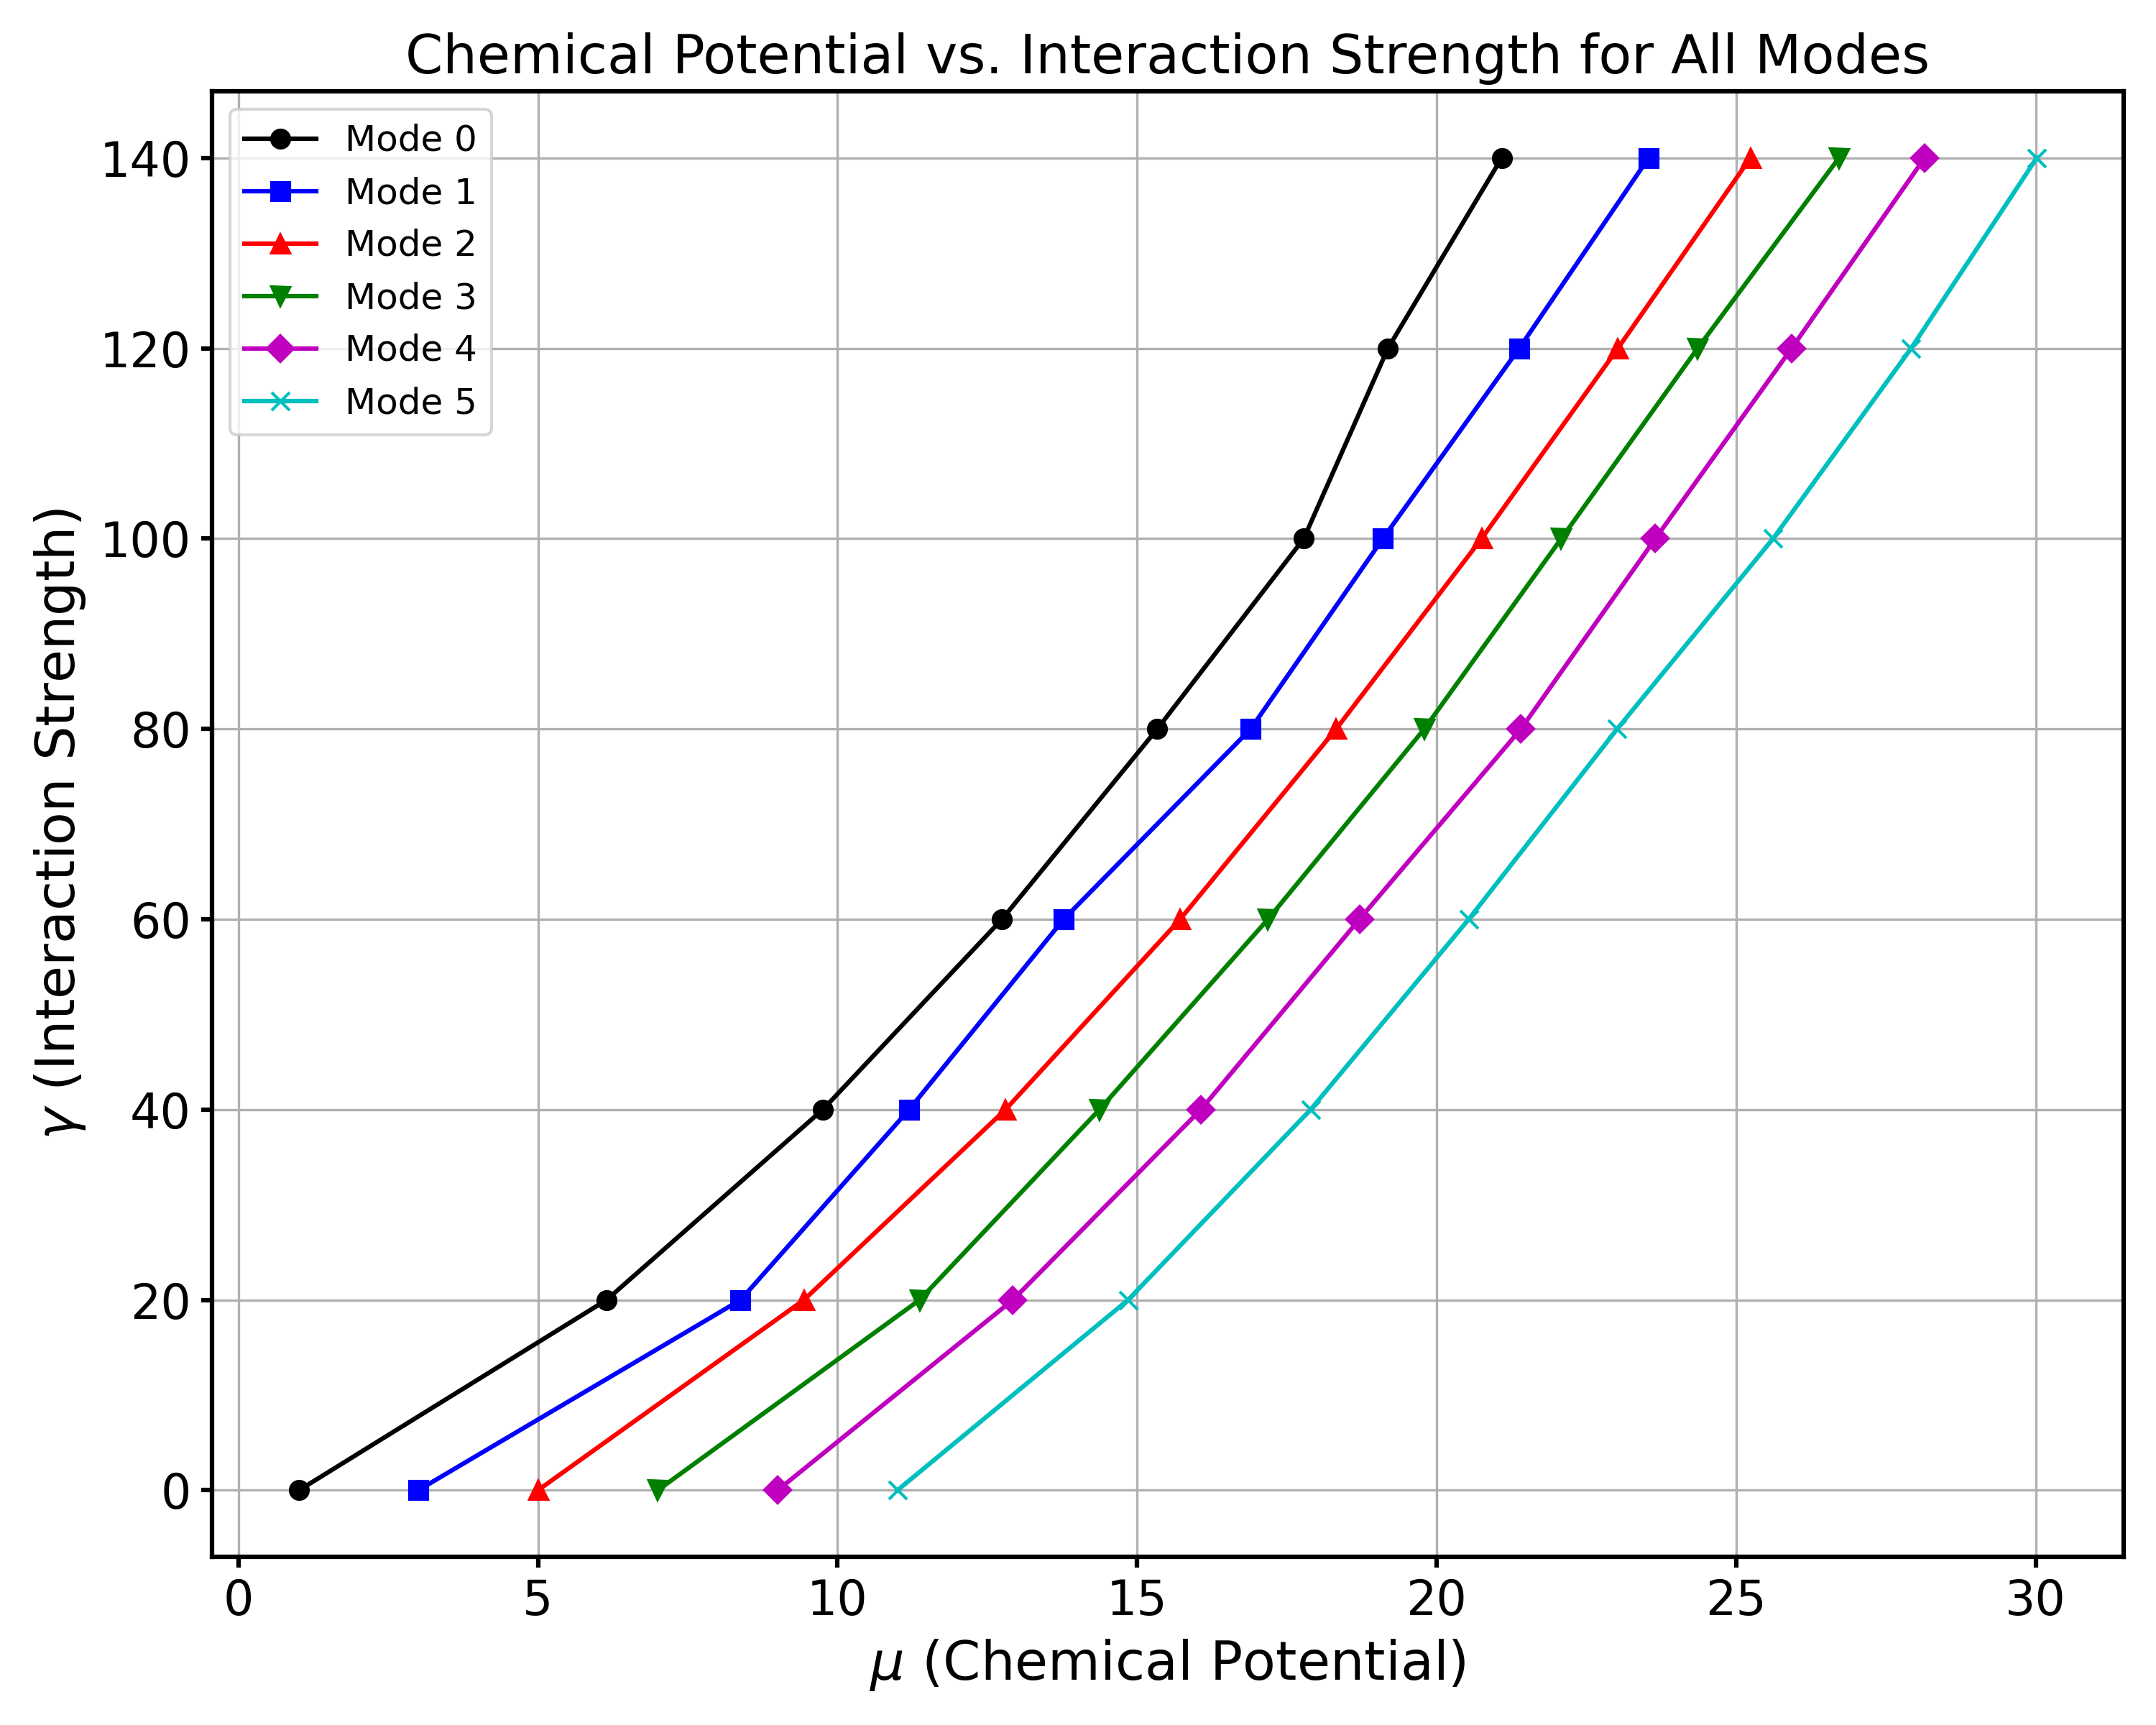 Chemical Potential vs. Interaction Strength for All Modes
Mode 0
Mode 1
Mode 2
Mode 3
Mode 4
Mode 5
γ (Interaction Strength)
140
120
100
80
60
40
20
0
0 5 10 15 20 25 30
μ (Chemical Potential)